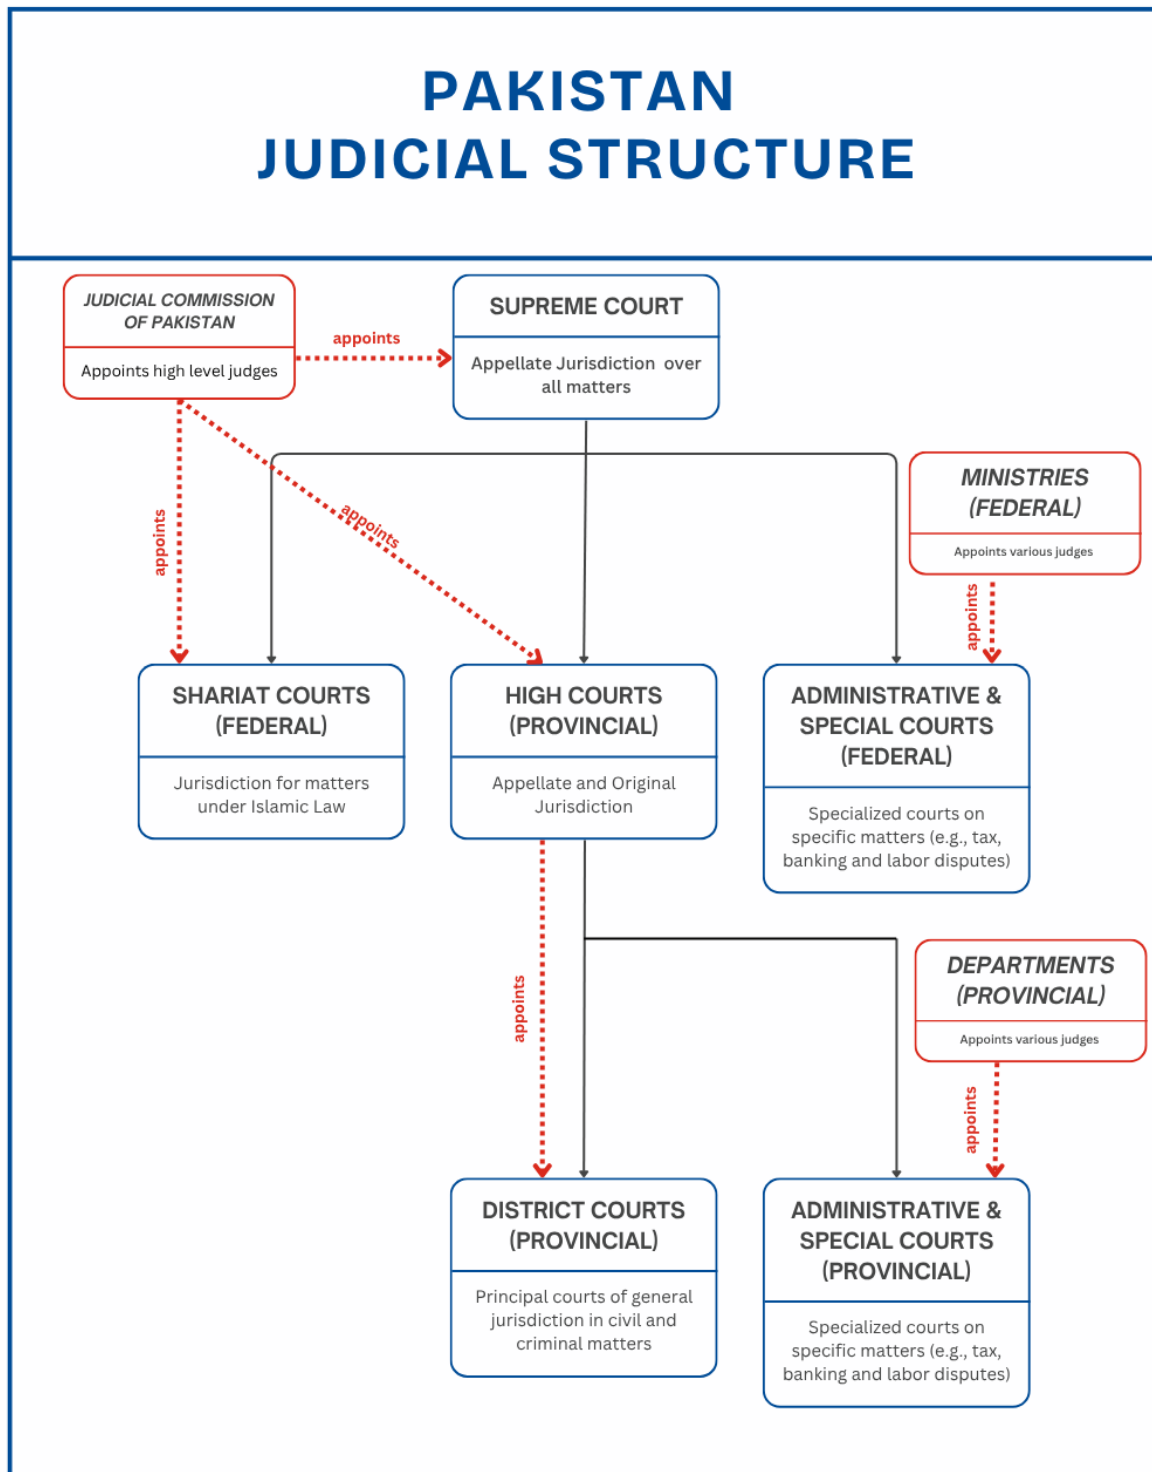 PAKISTAN
JUDICIAL STRUCTURE
JUDICIAL COMMISSION
OF PAKISTAN
Appoints high level judges
appoints
SUPREME COURT
Appellate Jurisdiction over
all matters
appoints
appoints
MINISTRIES
(FEDERAL)
Appoints various judges
appoints
SHARIAT COURTS
(FEDERAL)
Jurisdiction for matters
under Islamic Law
HIGH COURTS
(PROVINCIAL)
Appellate and Original
Jurisdiction
ADMINISTRATIVE &
SPECIAL COURTS
(FEDERAL)
Specialized courts on
specific matters (e.g., tax,
banking and labor disputes)
appoints
DEPARTMENTS
(PROVINCIAL)
Appoints various judges
appoints
DISTRICT COURTS
(PROVINCIAL)
Principal courts of general
jurisdiction in civil and
criminal matters
ADMINISTRATIVE &
SPECIAL COURTS
(PROVINCIAL)
Specialized courts on
specific matters (e.g., tax,
banking and labor disputes)